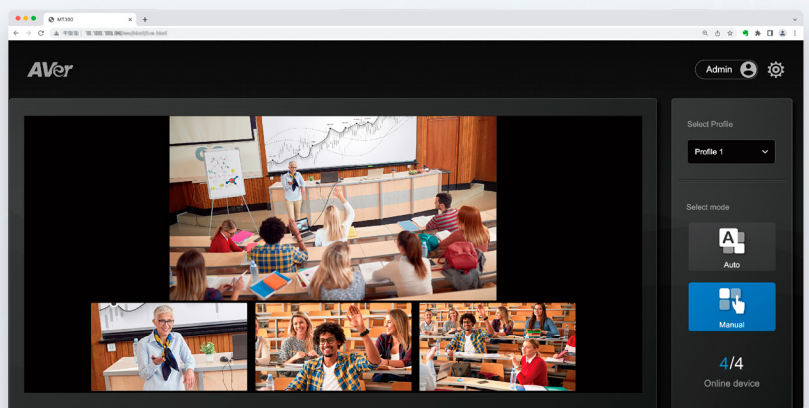 MT300
AVer
Admin
Select Profile
Profile 1
Select mode
A
Auto
Manual
4/4
Online device